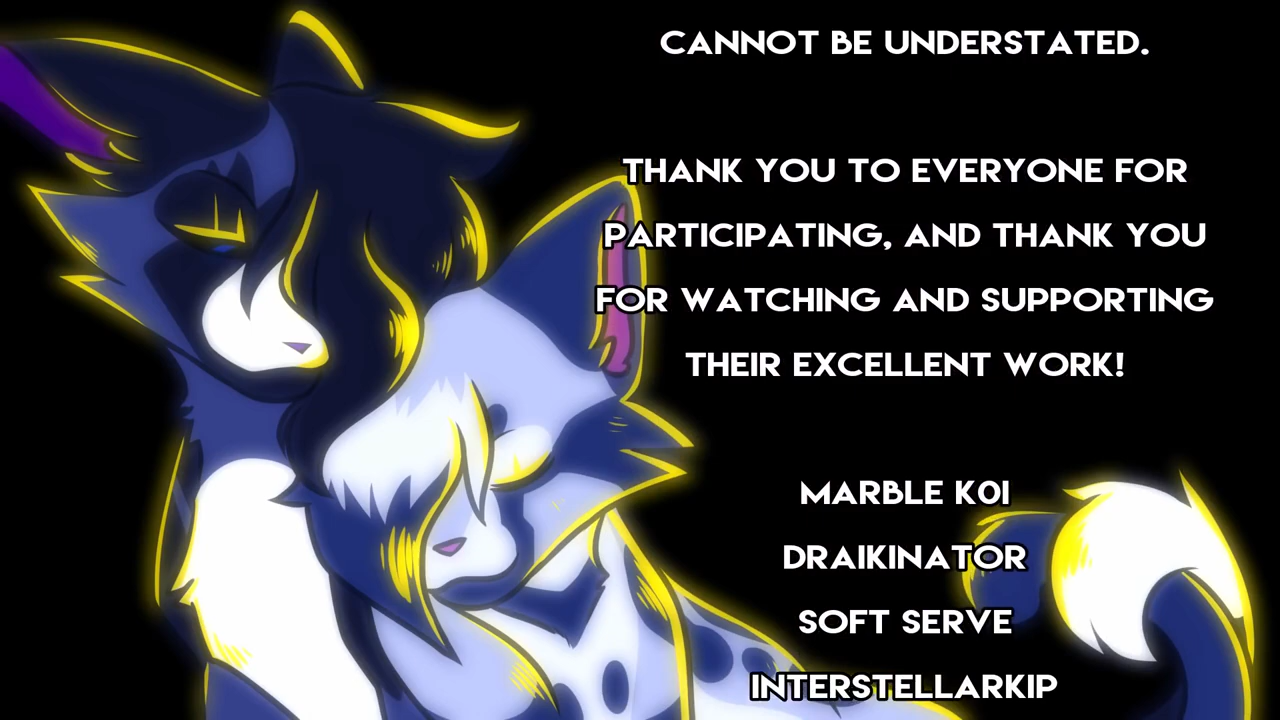 CANNOT BE UNDERSTATED.
THANK YOU TO EVERYONE FOR
PARTICIPATING, AND THANK YOU
FOR WATCHING AND SUPPORTING
THEIR EXCELLENT WORK!
MARBLE KOI
DRAIKINATOR
SOFT SERVE
INTERSTELLARKIP